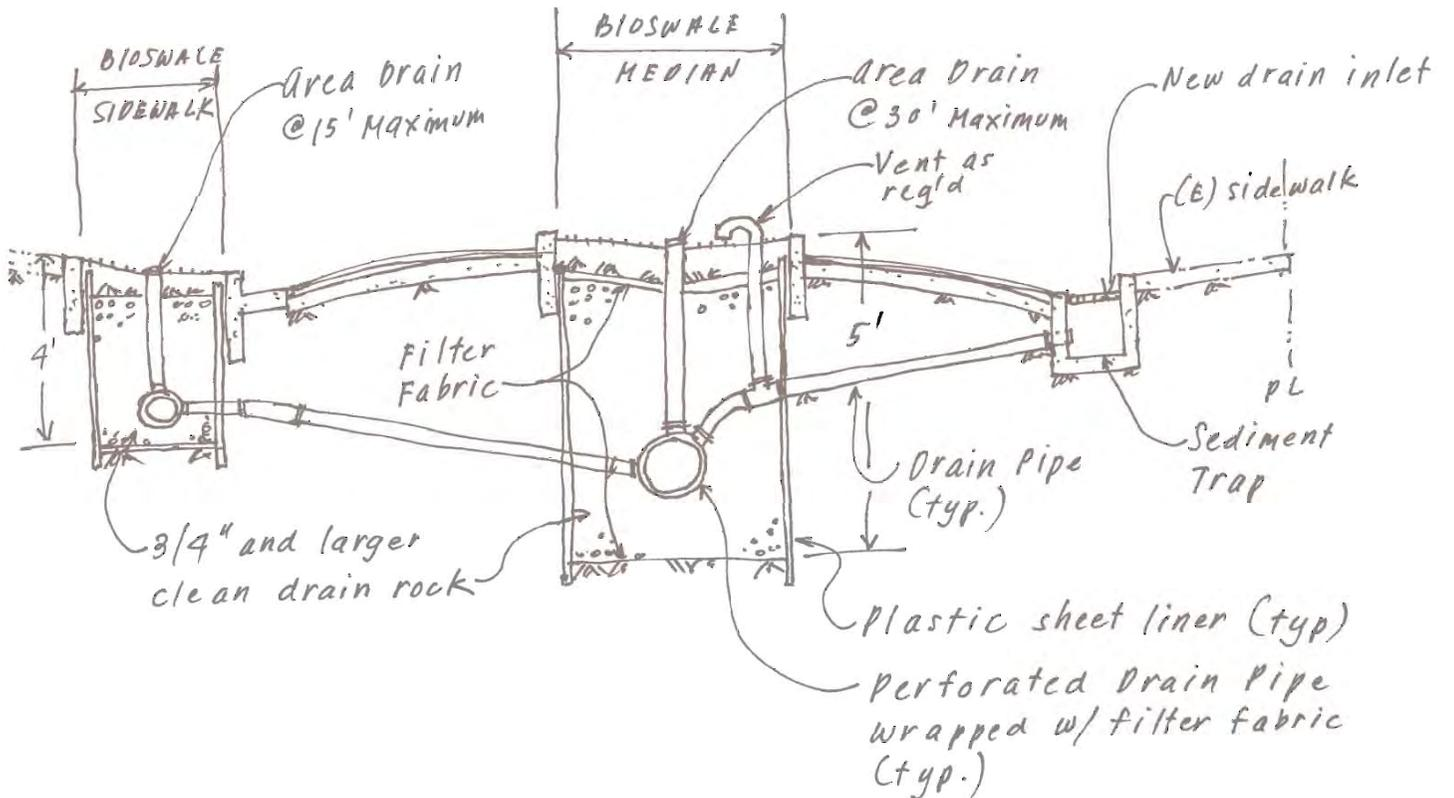 BIOSWALE
SIDEWALK
Area Drain
@ 15' Maximum
BIOSWALE
MEDIAN
Area Drain
@ 30' Maximum
Vent as
reg'd
New drain inlet
(E) sidewalk
4'
Filter
Fabric
5'
PL
Sediment
Trap
Drain Pipe
(typ.)
3/4" and larger
clean drain rock
Plastic sheet liner (typ)
Perforated Drain Pipe
wrapped w/ filter fabric
(typ.)